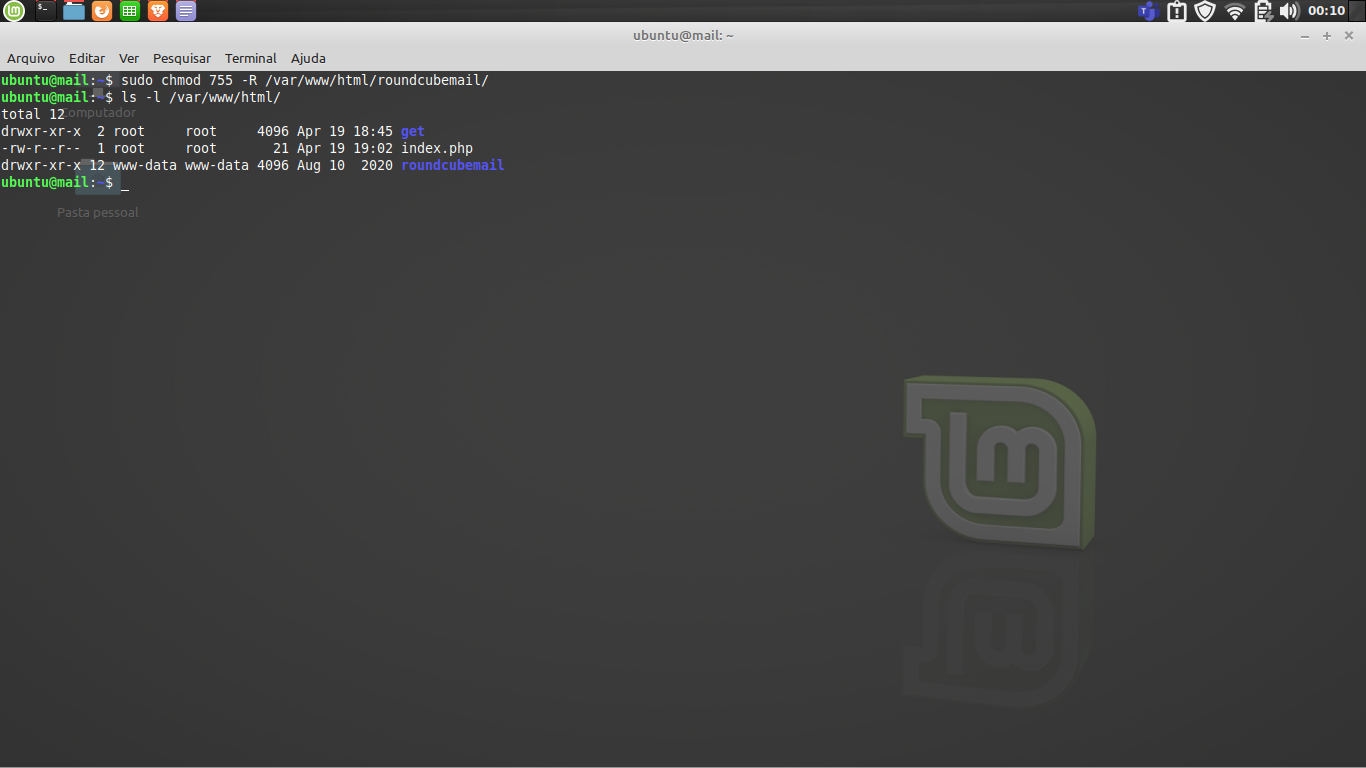 00:10
ubuntu@mail: ~
Arquivo Editar Ver Pesquisar Terminal Ajuda
ubuntu@mail:~$ sudo chmod 755 -R /var/www/html/roundcubemail/
ubuntu@mail:~$ ls -l /var/www/html/
total 12
Computador
drwxr-xr-x  2 root     root     4096 Apr 19 18:45 get
-rw-r--r--  1 root     root       21 Apr 19 19:02 index.php
drwxr-xr-x 12 www-data www-data 4096 Aug 10  2020 roundcubemail
ubuntu@mail:~$ _
Pasta pessoal